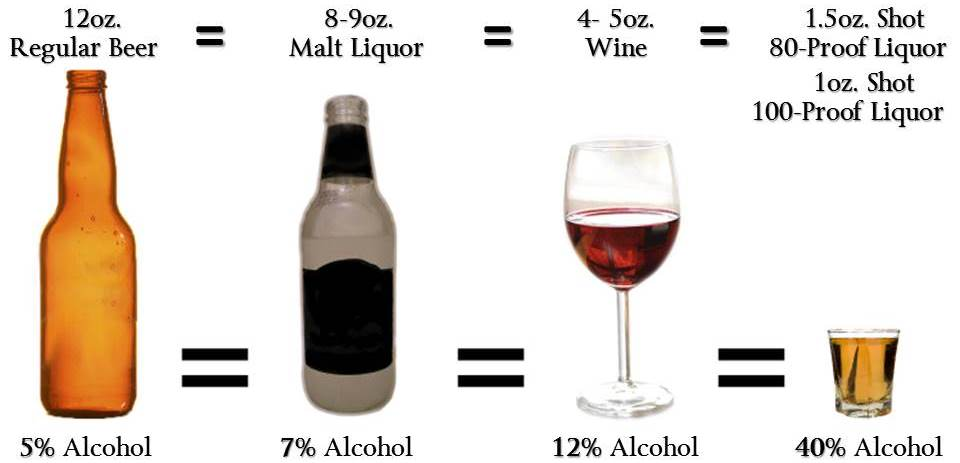 12oz.
Regular Beer
=
8-9oz.
Malt Liquor
=
4- 5oz.
Wine
=
1.5oz. Shot
80-Proof Liquor
1oz. Shot
100-Proof Liquor
= = =
5% Alcohol
7% Alcohol
12% Alcohol
40% Alcohol